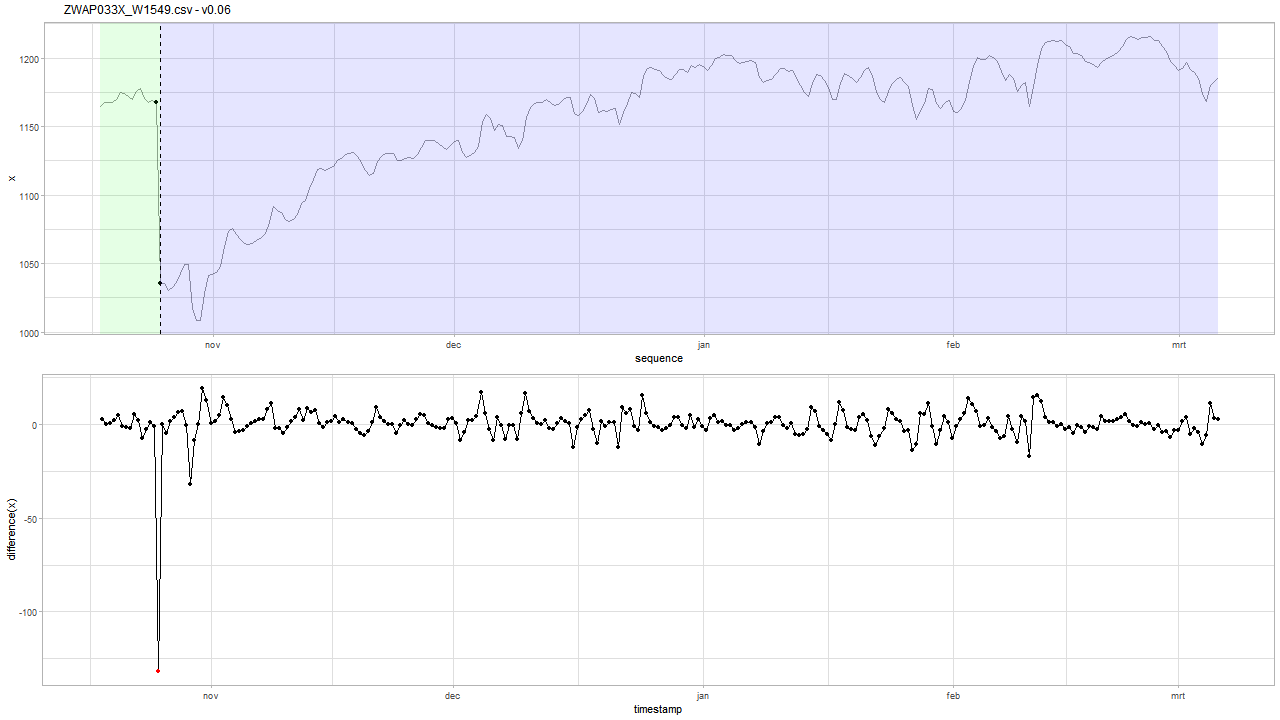 ZWAP033X_W1549.csv - v0.06
1200
1150
1100
1050
1000
x
nov dec jan feb mrt
sequence
0
-50
-100
difference(x)
nov dec jan feb mrt
timestamp